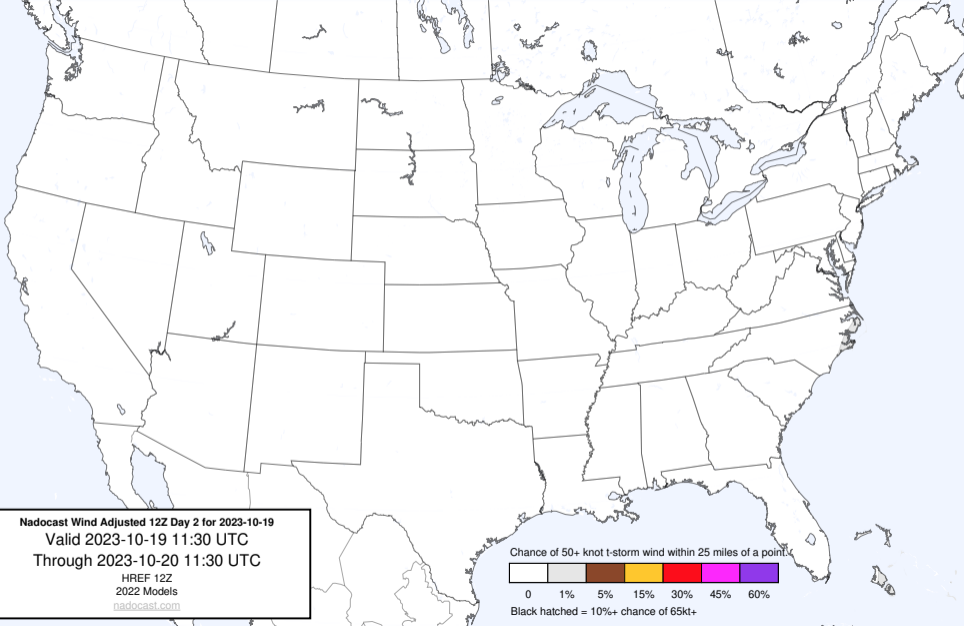 Nadocast Wind Adjusted 12Z Day 2 for 2023-10-19
Valid 2023-10-19 11:30 UTC
Through 2023-10-20 11:30 UTC
HREF 12Z
2022 Models
nadocast.com
Chance of 50+ knot t-storm wind within 25 miles of a point.
0 1% 5% 15% 30% 45% 60%
Black hatched = 10%+ chance of 65kt+